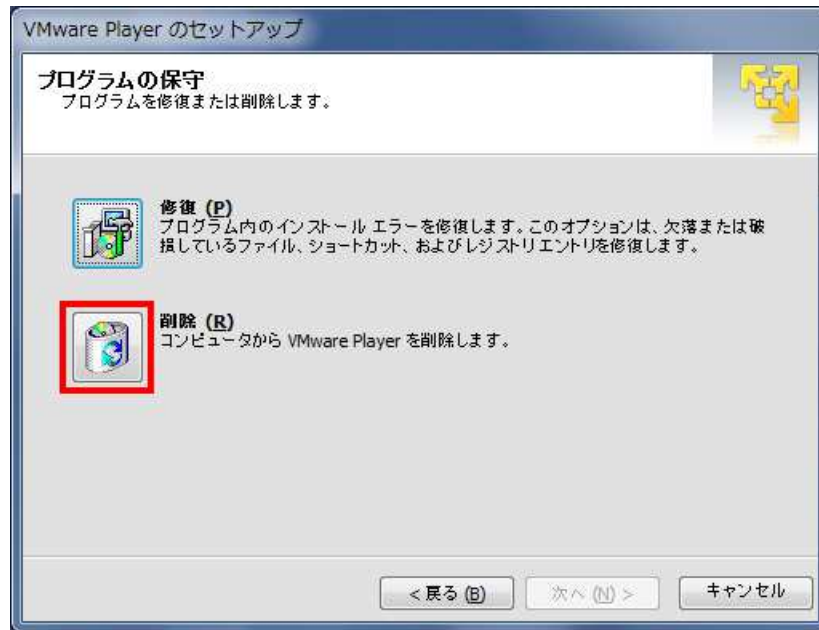 VMware Player のセットアップ
プログラムの保守
プログラムを修復または削除します。
修復 (P)
プログラム内のインストール エラーを修復します。このオプションは、欠落または破
損しているファイル、ショートカット、およびレジストリエントリを修復します。
削除 (R)
コンピュータから VMware Player を削除します。
< 戻る (B)
次へ (N) >
キャンセル